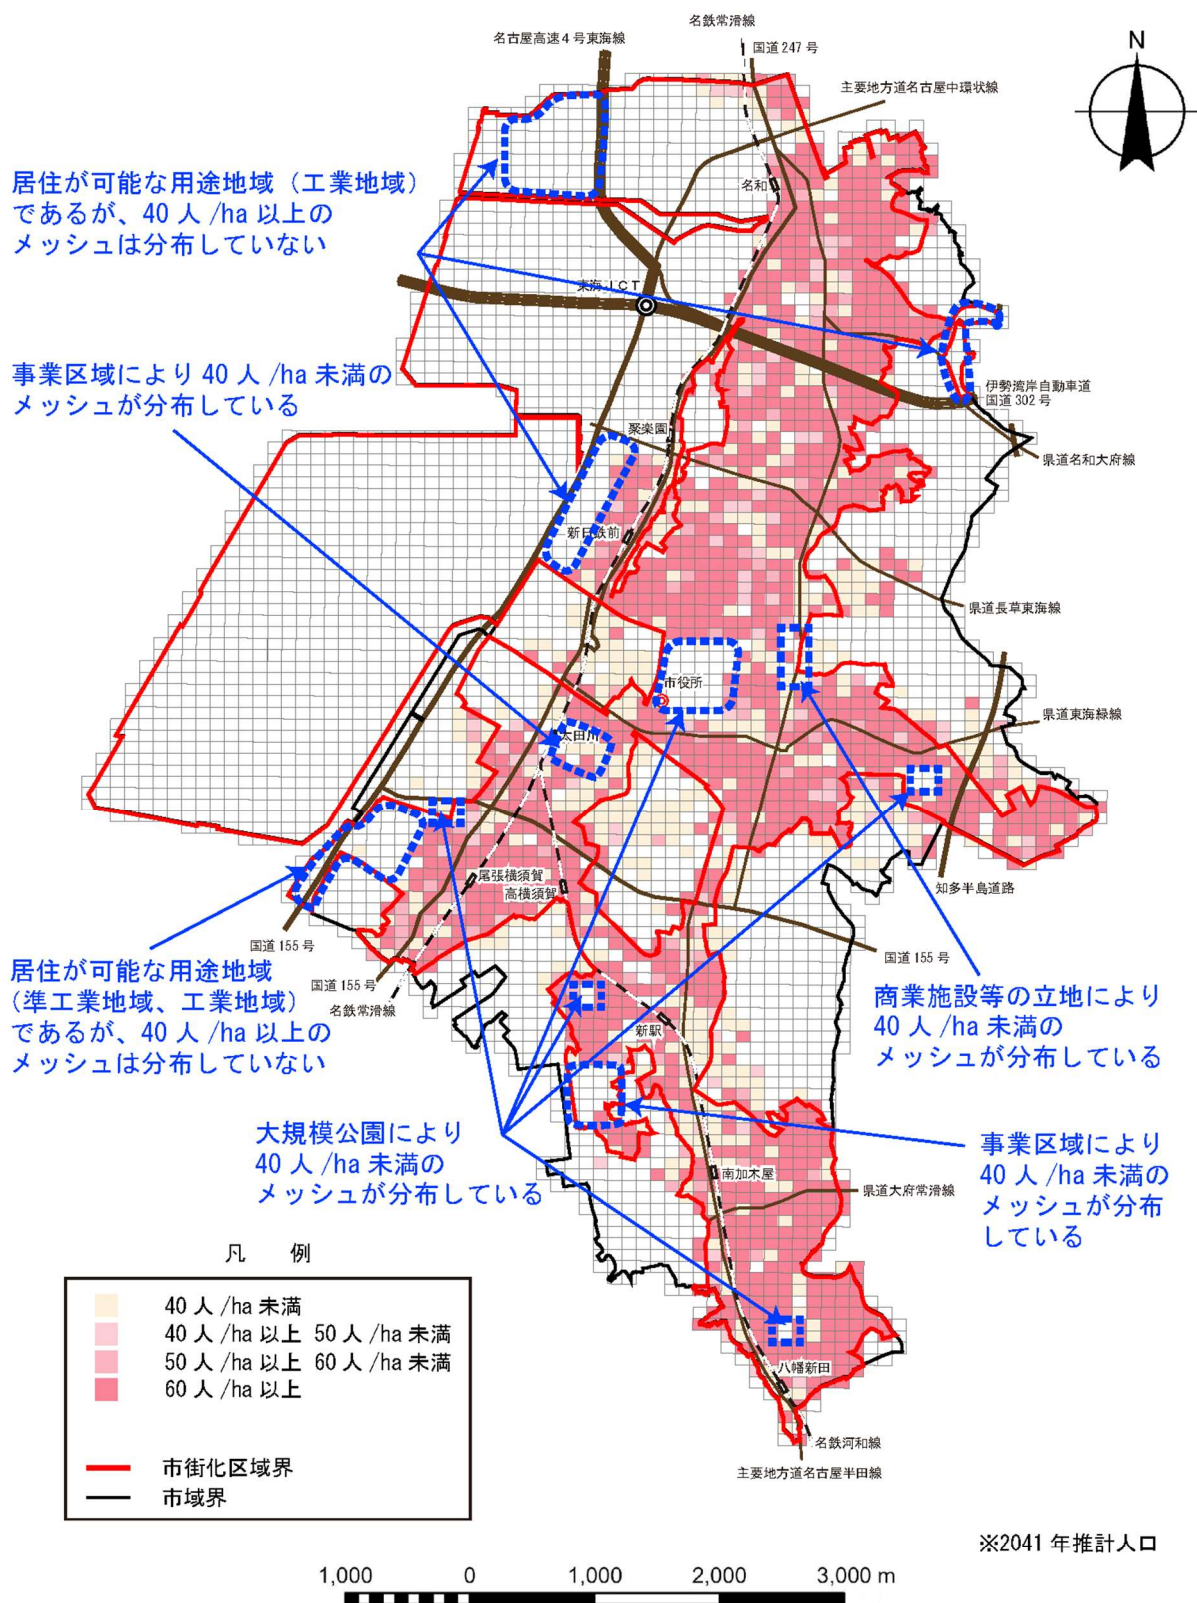 名鉄常滑線
名古屋高速4号東海線
国道247号
N
主要地方道名古屋中環状線
居住が可能な用途地域（工業地域）
であるが、40人/ha以上の
メッシュは分布していない
名和
東海JCT
事業区域により40人/ha未満の
メッシュが分布している
伊勢湾岸自動車道
国道302号
聚楽園
県道名和大府線
新日鉄前
県道長草東海線
市役所
県道東海緑線
太田川
尾張横須賀
高横須賀
知多半島道路
国道155号
国道155号
国道155号
名鉄常滑線
居住が可能な用途地域
（準工業地域、工業地域）
であるが、40人/ha以上の
メッシュは分布していない
商業施設等の立地により
40人/ha未満の
メッシュが分布している
新駅
大規模公園により
40人/ha未満の
メッシュが分布している
事業区域により
40人/ha未満の
メッシュが分布
している
南加木屋
県道大府常滑線
凡　例
40人/ha未満
40人/ha以上 50人/ha未満
50人/ha以上 60人/ha未満
60人/ha以上
市街化区域界
市域界
八幡新田
名鉄河和線
主要地方道名古屋半田線
※2041年推計人口
1,000 0 1,000 2,000 3,000 m